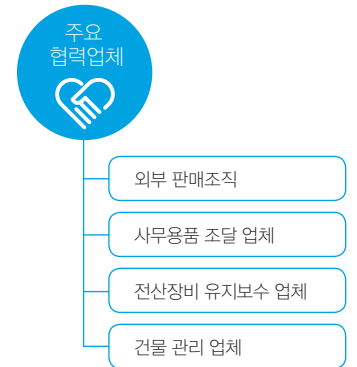 주요
협력업체
외부 판매조직
사무용품 조달 업체
전산장비 유지보수 업체
건물 관리 업체